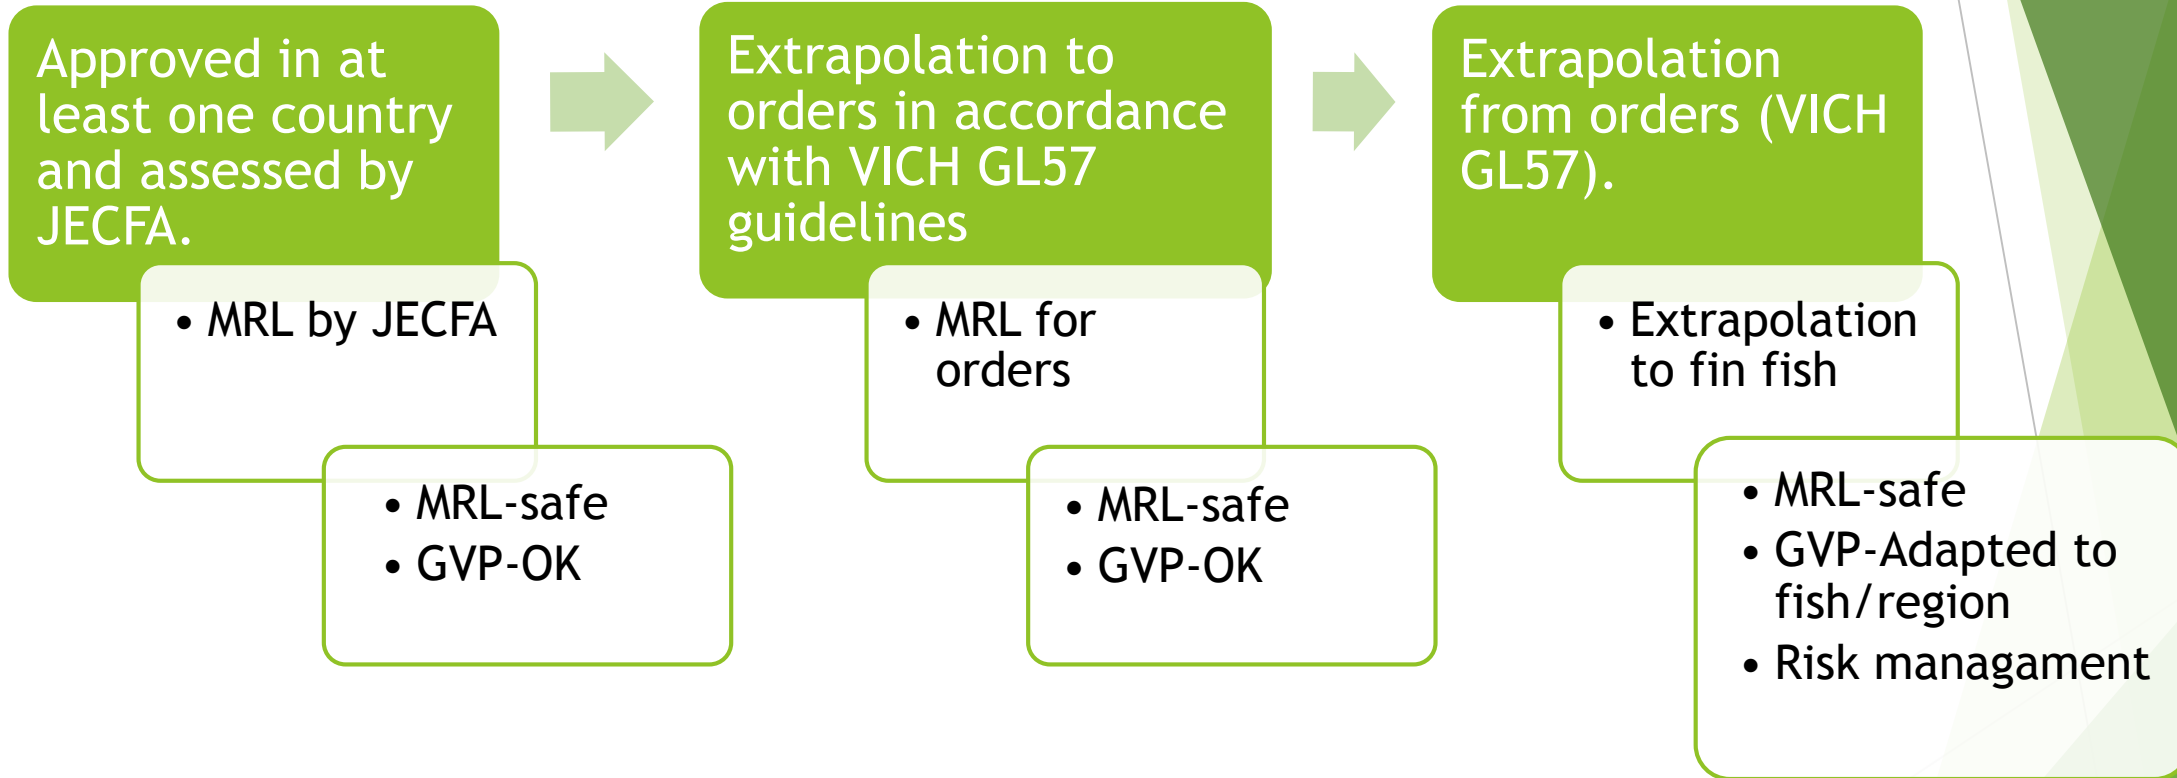 Approved in at
least one country
and assessed by
JECFA.
• MRL by JECFA
• MRL-safe
• GVP-OK
Extrapolation to
orders in accordance
with VICH GL57
guidelines
• MRL for
orders
• MRL-safe
• GVP-OK
Extrapolation
from orders (VICH
GL57).
• Extrapolation
to fin fish
• MRL-safe
• GVP-Adapted to
fish/region
• Risk managament